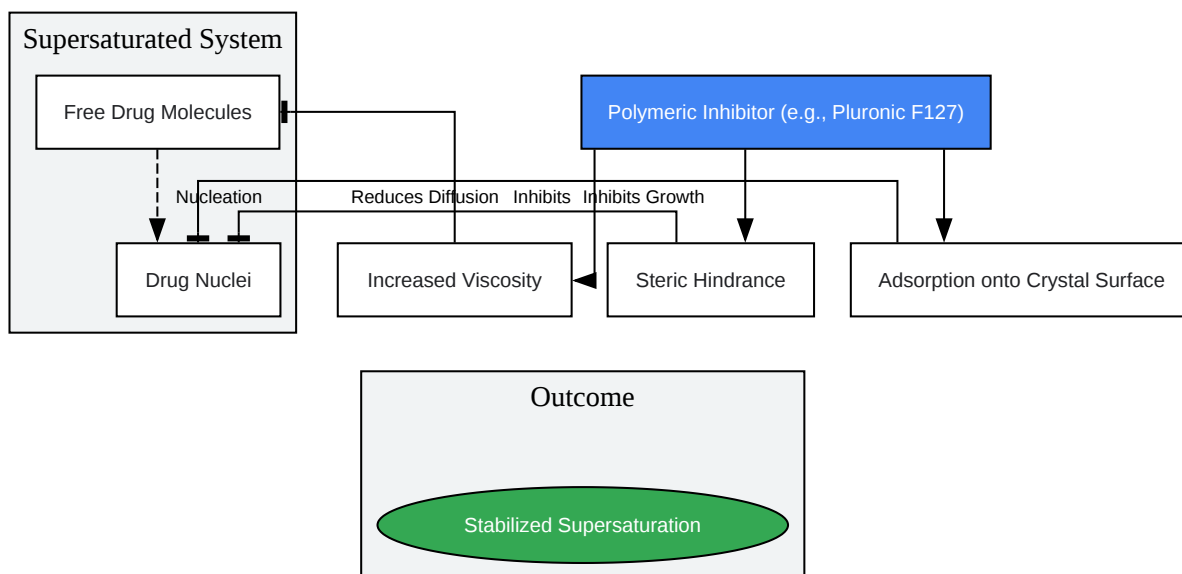 Supersaturated System
Free Drug Molecules
Polymeric Inhibitor (e.g., Pluronic F127)
Nucleation
Reduces Diffusion
Inhibits
Inhibits Growth
Drug Nuclei
Increased Viscosity
Steric Hindrance
Adsorption onto Crystal Surface
Outcome
Stabilized Supersaturation